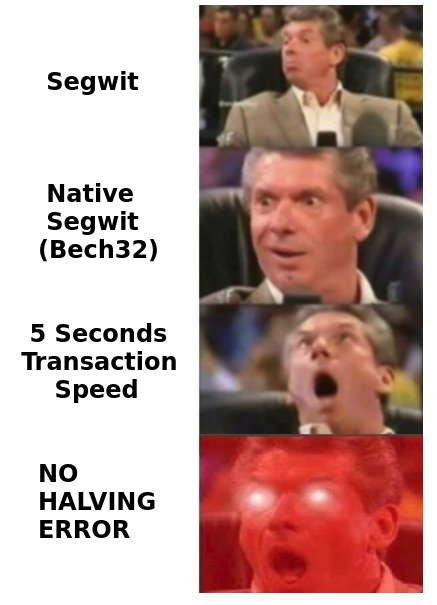 Segwit
Native
Segwit
(Bech32)
5 Seconds
Transaction
Speed
NO
HALVING
ERROR